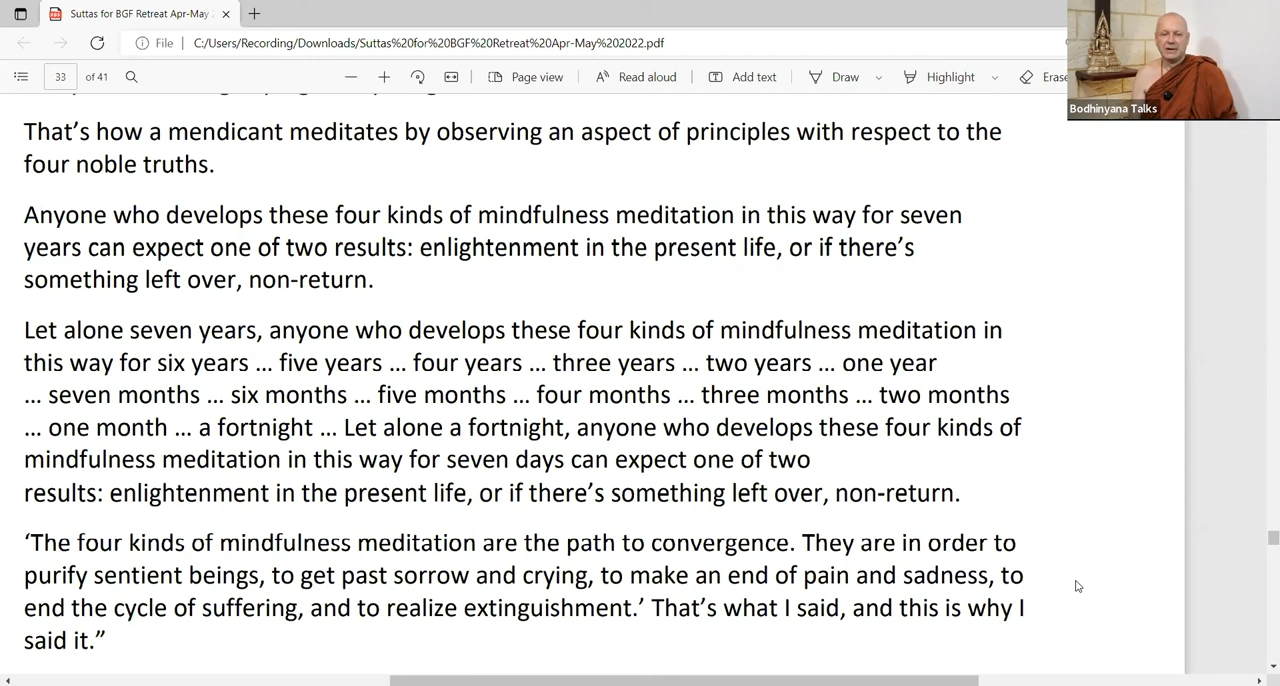 Suttas for BGF Retreat Apr-May
File
C:/Users/Recording/Downloads/Suttas%20for%20BGF%20Retreat%20Apr-May%202022.pdf
33 of 41
Page view
Read aloud
Add text
Draw
Highlight
Erase
Bodhinyana Talks
That’s how a mendicant meditates by observing an aspect of principles with respect to the
four noble truths.
Anyone who develops these four kinds of mindfulness meditation in this way for seven
years can expect one of two results: enlightenment in the present life, or if there’s
something left over, non-return.
Let alone seven years, anyone who develops these four kinds of mindfulness meditation in
this way for six years … five years … four years … three years … two years … one year
… seven months … six months … five months … four months … three months … two months
… one month … a fortnight … Let alone a fortnight, anyone who develops these four kinds of
mindfulness meditation in this way for seven days can expect one of two
results: enlightenment in the present life, or if there’s something left over, non-return.
‘The four kinds of mindfulness meditation are the path to convergence. They are in order to
purify sentient beings, to get past sorrow and crying, to make an end of pain and sadness, to
end the cycle of suffering, and to realize extinguishment.’ That’s what I said, and this is why I
said it.”